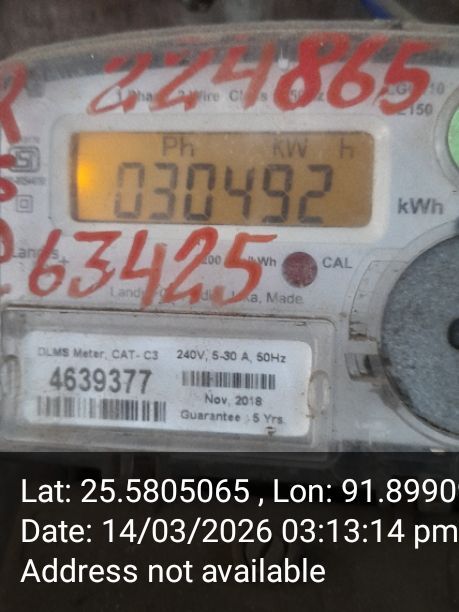 224865
1 Phase 2 Wire
Ph kW h
030492
kWh
63425
CAL
DLMS Meter, CAT- C3 240V, 5-30 A, 50Hz
4639377
Nov, 2018
Guarantee : 5 Yrs.
Lat: 25.5805065 , Lon: 91.8990
Date: 14/03/2026 03:13:14 pm
Address not available